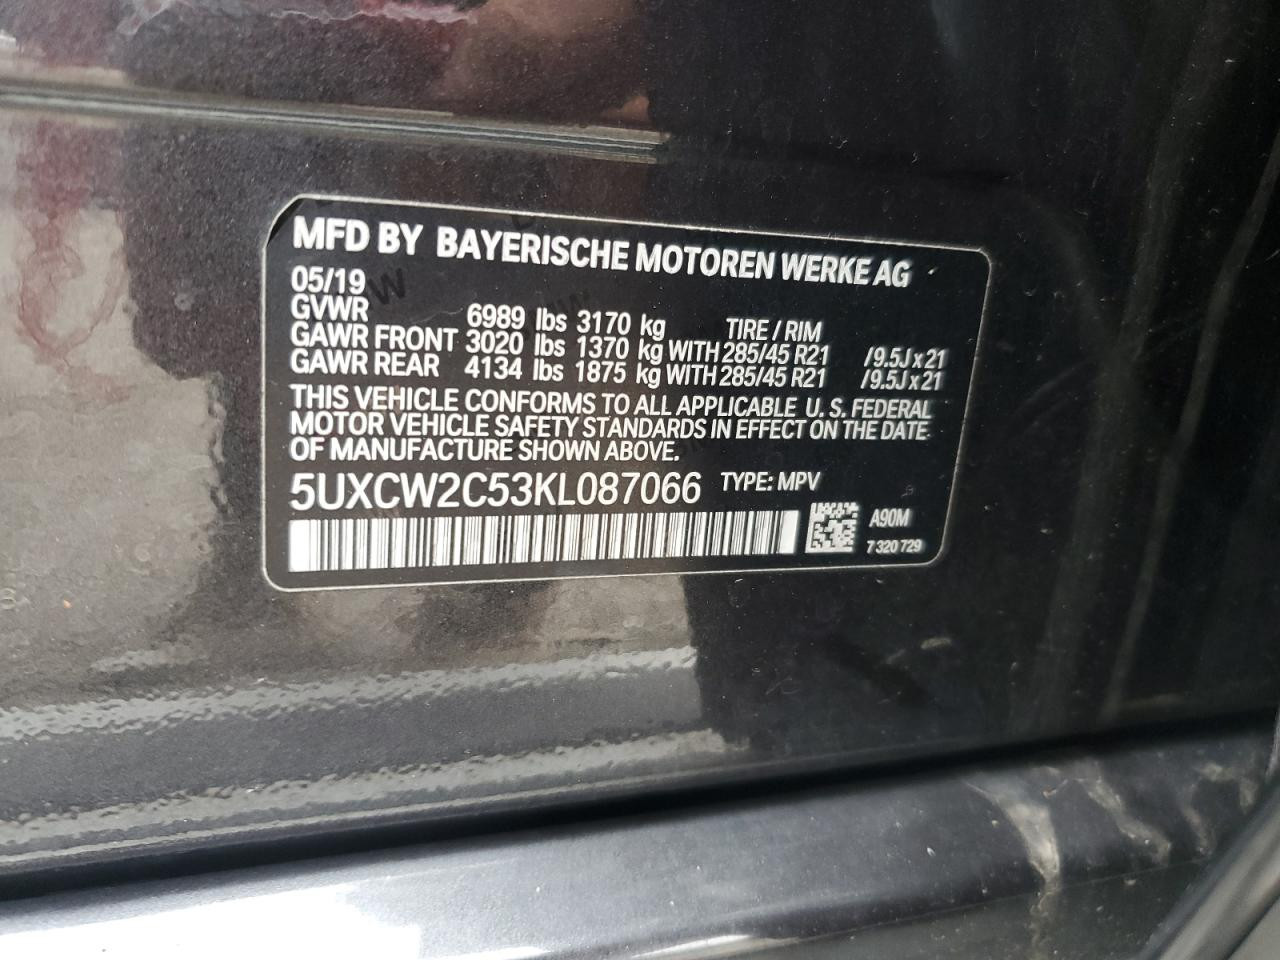 MFD BY BAYERISCHE MOTOREN WERKE AG
05/19
GVWR 6989 lbs 3170 kg TIRE / RIM
GAWR FRONT 3020 lbs 1370 kg WITH 285/45 R21 /9.5J x 21
GAWR REAR 4134 lbs 1875 kg WITH 285/45 R21 /9.5J x 21
THIS VEHICLE CONFORMS TO ALL APPLICABLE U. S. FEDERAL
MOTOR VEHICLE SAFETY STANDARDS IN EFFECT ON THE DATE
OF MANUFACTURE SHOWN ABOVE.
5UXCW2C53KL087066 TYPE: MPV
A90M
7 320 729